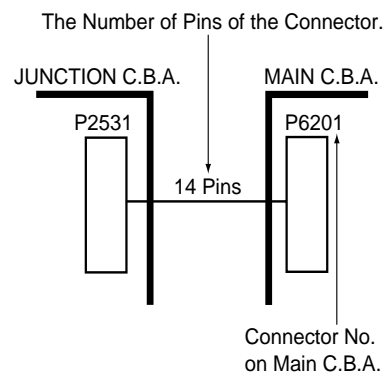 The Number of Pins of the Connector.
JUNCTION C.B.A.
MAIN C.B.A.
P2531
P6201
14 Pins
Connector No.
on Main C.B.A.